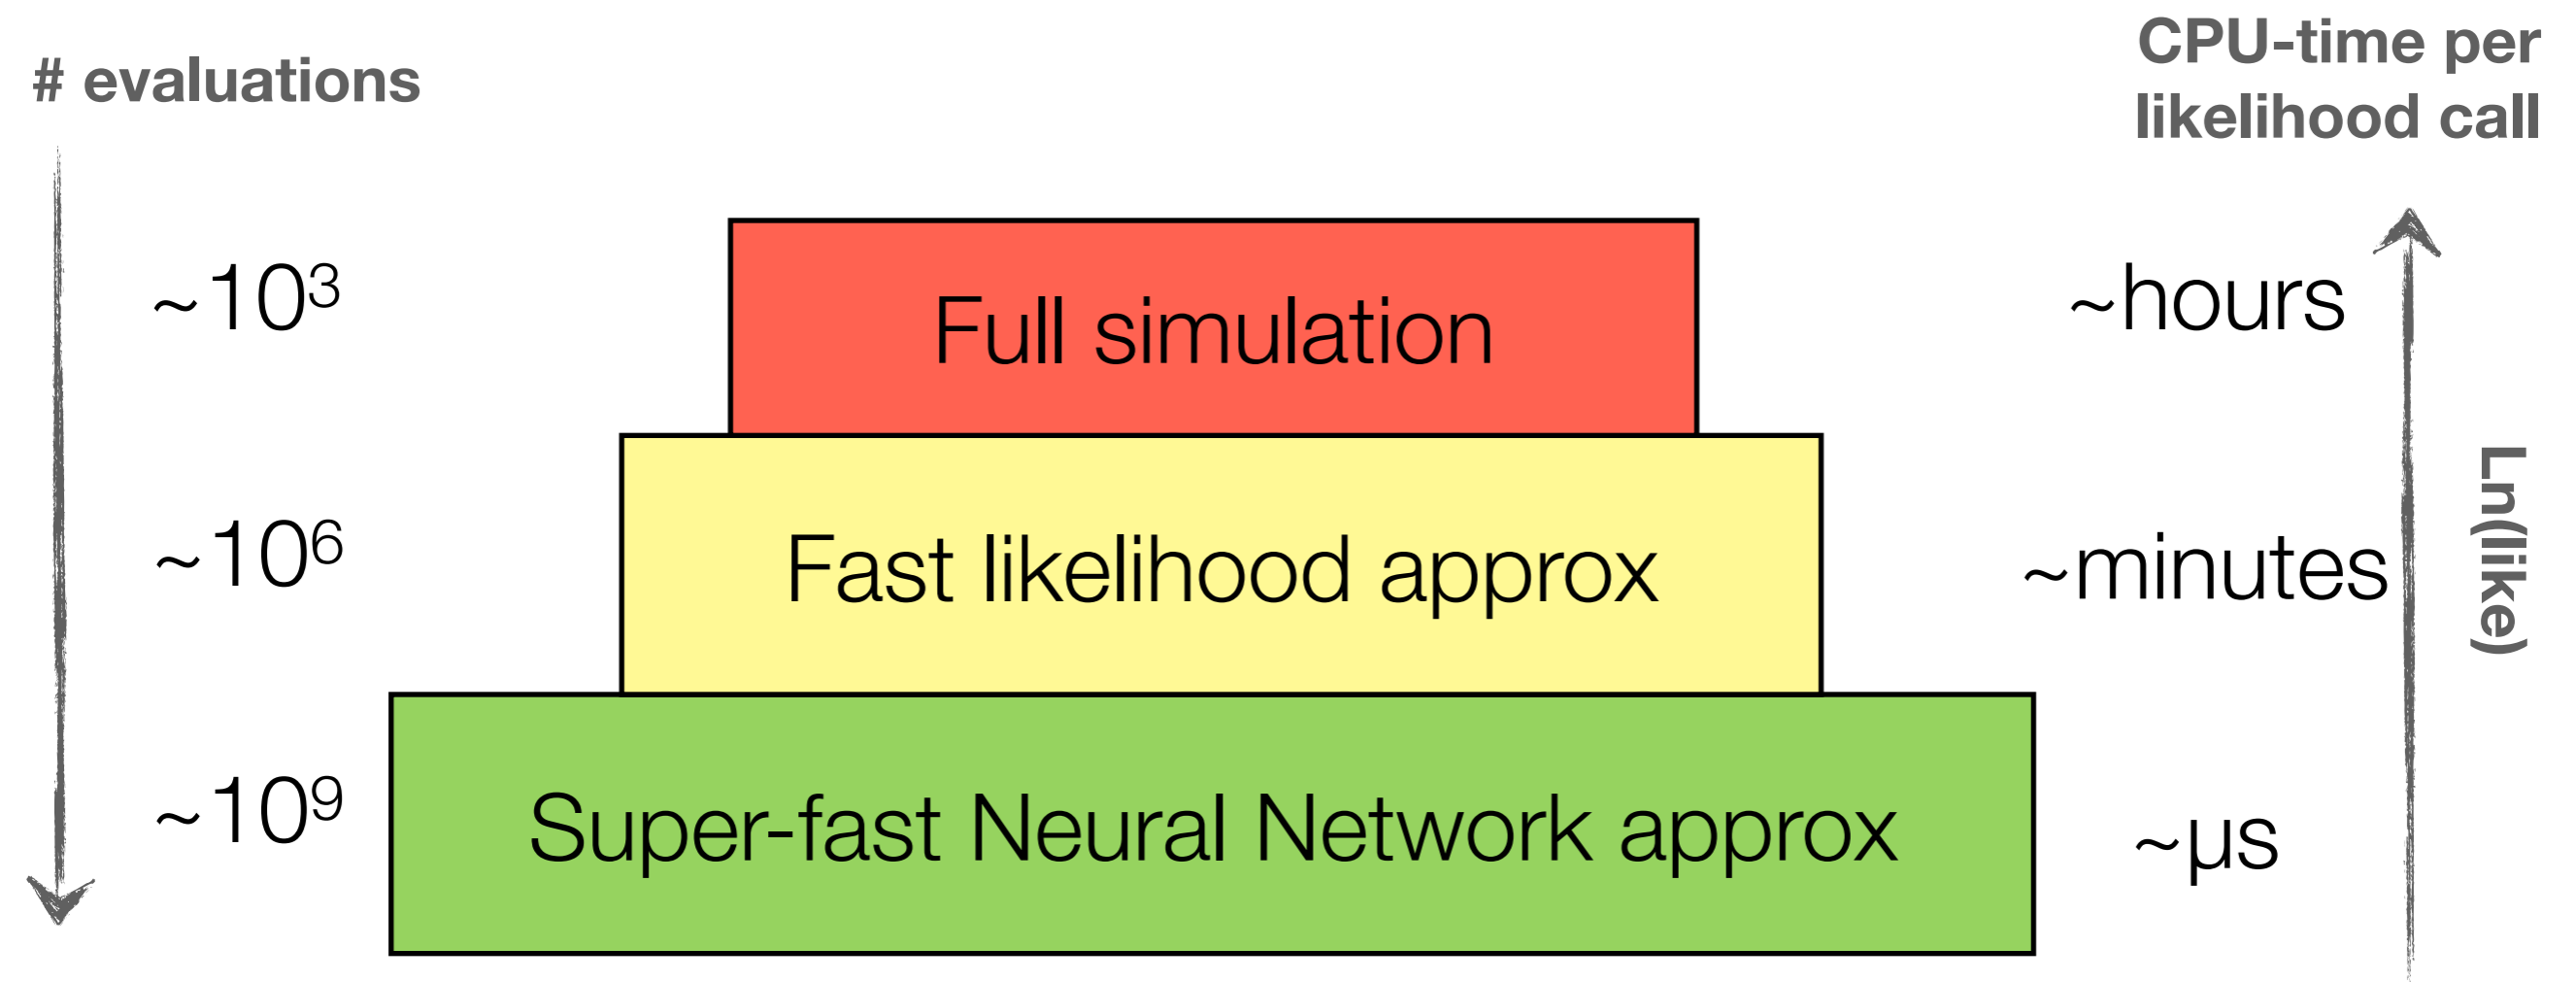 # evaluations
CPU-time per
likelihood call
~10³
Full simulation
~hours
~10⁶
Fast likelihood approx
~minutes
Ln(like)
~10⁹
Super-fast Neural Network approx
~μs